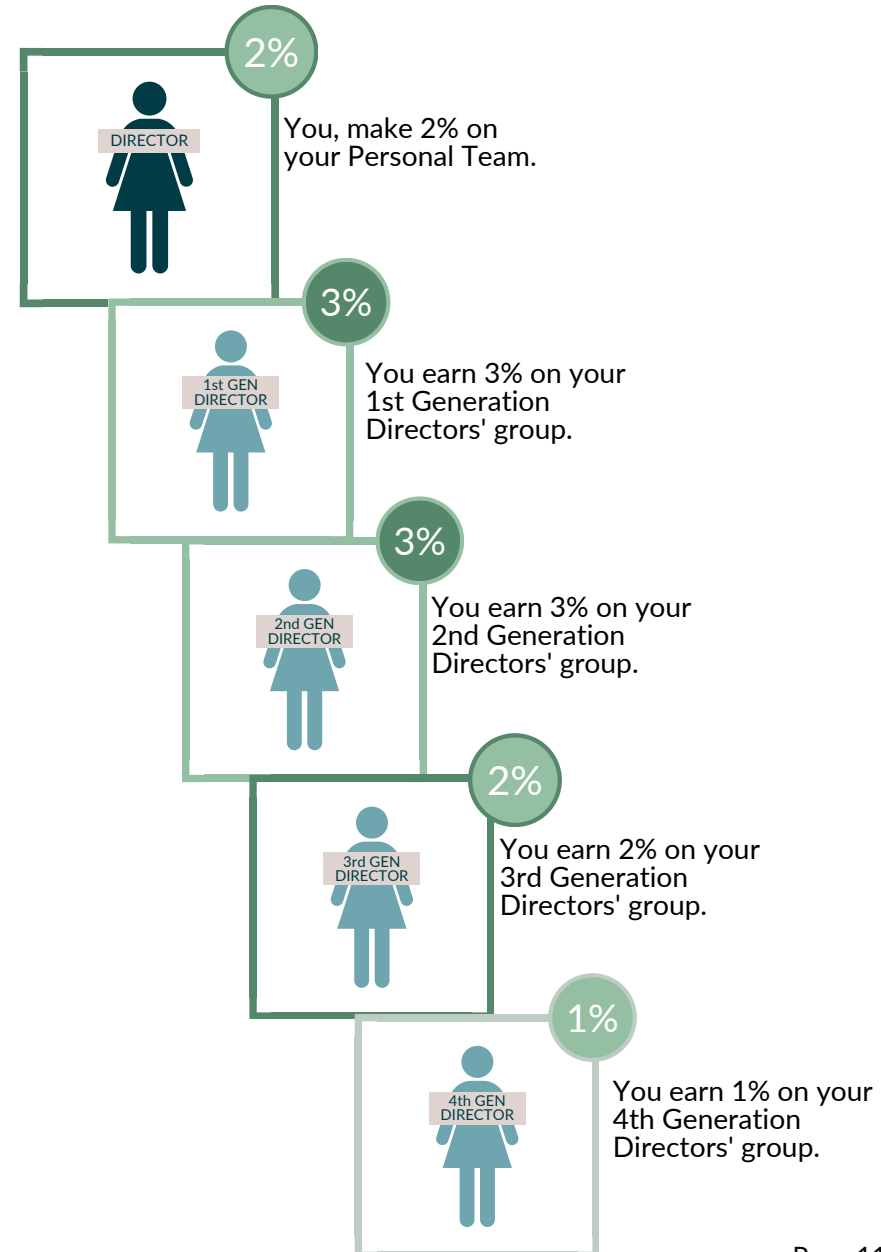 2%
DIRECTOR
You, make 2% on
your Personal Team.
3%
1st GEN
DIRECTOR
You earn 3% on your
1st Generation
Directors' group.
3%
2nd GEN
DIRECTOR
You earn 3% on your
2nd Generation
Directors' group.
2%
3rd GEN
DIRECTOR
You earn 2% on your
3rd Generation
Directors' group.
1%
4th GEN
DIRECTOR
You earn 1% on your
4th Generation
Directors' group.